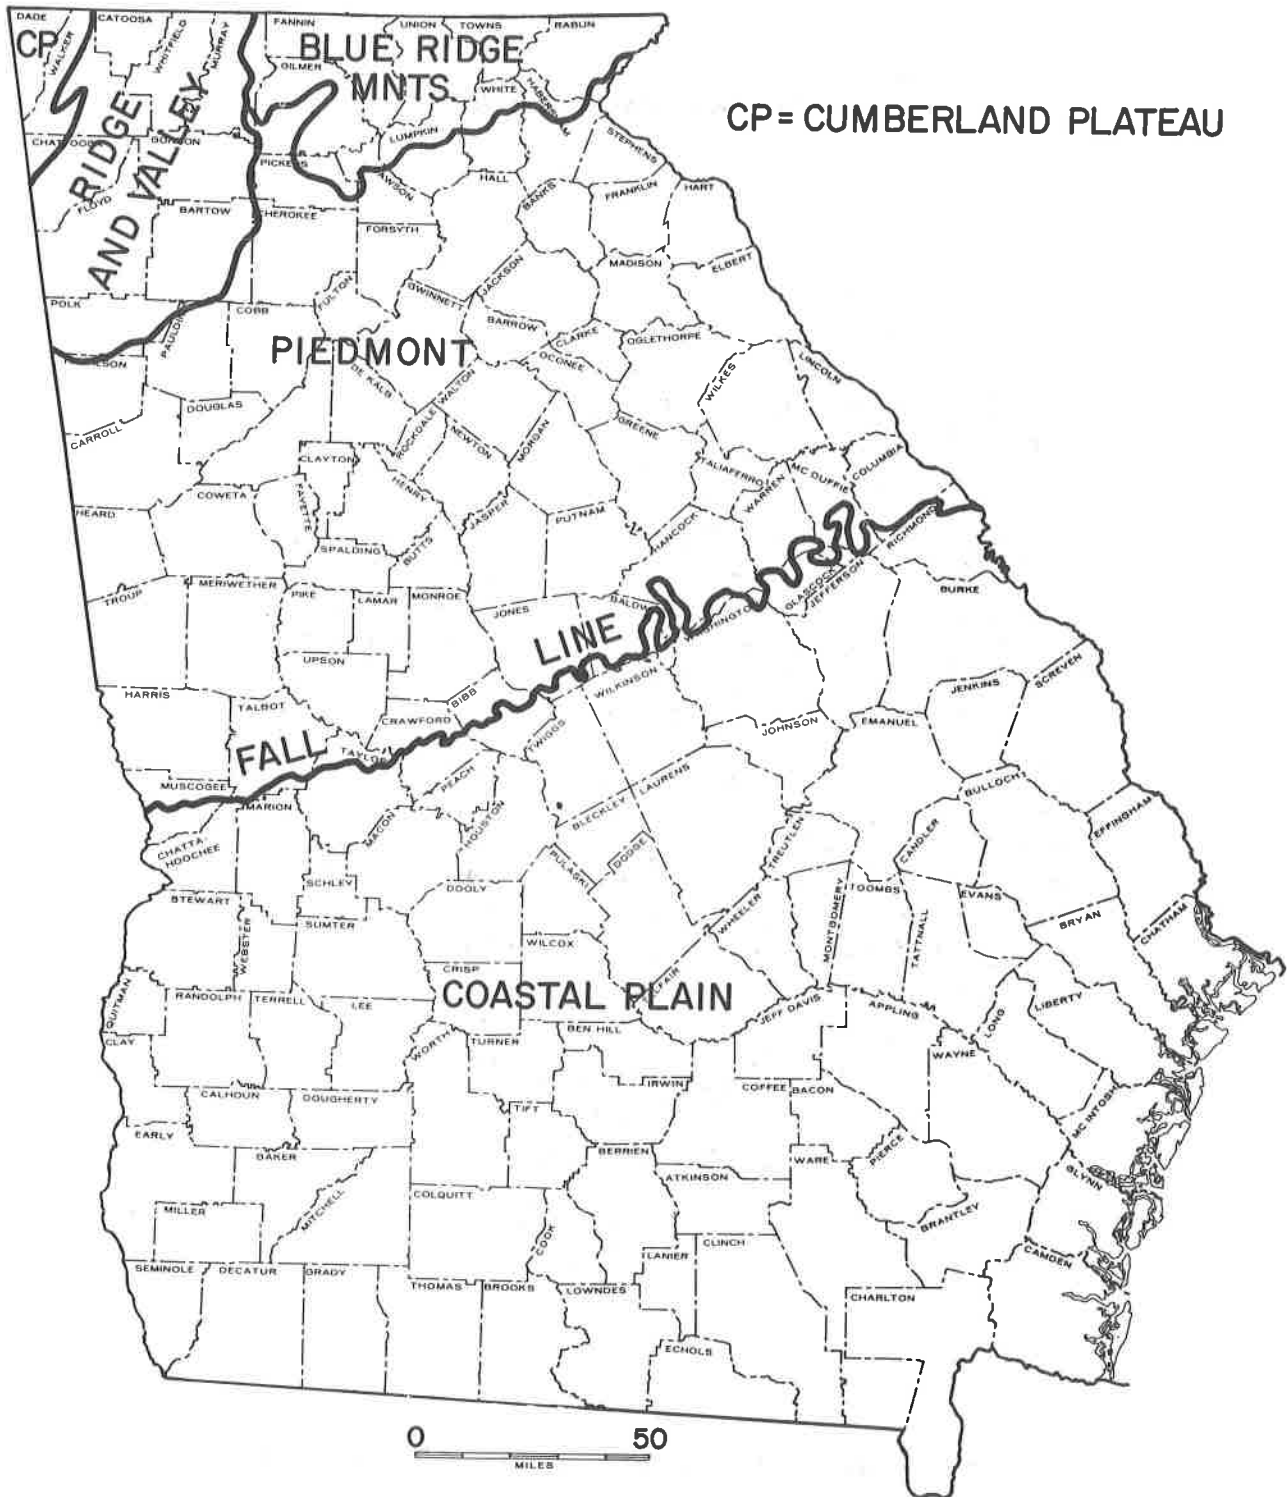 DADE
CATOOSA
FANNIN
UNION
TOWNS
RABUN
CP
WALKER
WHITFIELD
MURRAY
BLUE RIDGE
MNTS
GILMER
WHITE
HABERSHAM
CP = CUMBERLAND PLATEAU
RIDGE
AND VALLEY
LUMPKIN
STEPHENS
GORDON
PICKENS
DAWSON
HALL
BANKS
FRANKLIN
HART
FLOYD
BARTOW
CHEROKEE
FORSYTH
JACKSON
MADISON
ELBERT
POLK
PAULDING
COBB
FULTON
GWINNETT
BARROW
CLARKE
OGLETHORPE
PIEDMONT
OCONEE
WILKES
LINCOLN
DE KALB
WALTON
DOUGLAS
CARROLL
ROCKDALE
NEWTON
MORGAN
GREENE
CLAYTON
TALIAFERRO
WARREN
MC DUFFIE
COLUMBIA
COWETA
FAYETTE
HENRY
HEARD
JASPER
PUTNAM
HANCOCK
RICHMOND
SPALDING
BUTTS
GLASCOCK
JEFFERSON
BURKE
TROUP
MERIWETHER
PIKE
LAMAR
MONROE
JONES
WASHINGTON
FALL LINE
UPSON
WILKINSON
SCREVEN
HARRIS
TALBOT
CRAWFORD
BIBB
JENKINS
TAYLOR
TWIGGS
JOHNSON
EMANUEL
MUSCOGEE
MARION
PEACH
LAURENS
BULLOCH
BLECKLEY
MACON
HOUSTON
TREUTLEN
CANDLER
EFFINGHAM
CHATTA-
HOOCHEE
SCHLEY
DOOLY
PULASKI
DODGE
TOOMBS
EVANS
STEWART
WEBSTER
SUMTER
WHEELER
MONTGOMERY
TATTNALL
BRYAN
CHATHAM
WILCOX
CRISP
QUITMAN
RANDOLPH
TERRELL
LEE
COASTAL PLAIN
JEFF DAVIS
APPLING
LONG
LIBERTY
CLAY
WORTH
TURNER
BEN HILL
WAYNE
CALHOUN
DOUGHERTY
IRWIN
COFFEE
BACON
TIFT
MC INTOSH
EARLY
BAKER
BERRIEN
WARE
PIERCE
MITCHELL
COLQUITT
ATKINSON
GLYNN
MILLER
COOK
BRANTLEY
LANIER
CLINCH
CAMDEN
SEMINOLE
DECATUR
GRADY
THOMAS
BROOKS
LOWNDES
CHARLTON
ECHOLS
0 50
MILES